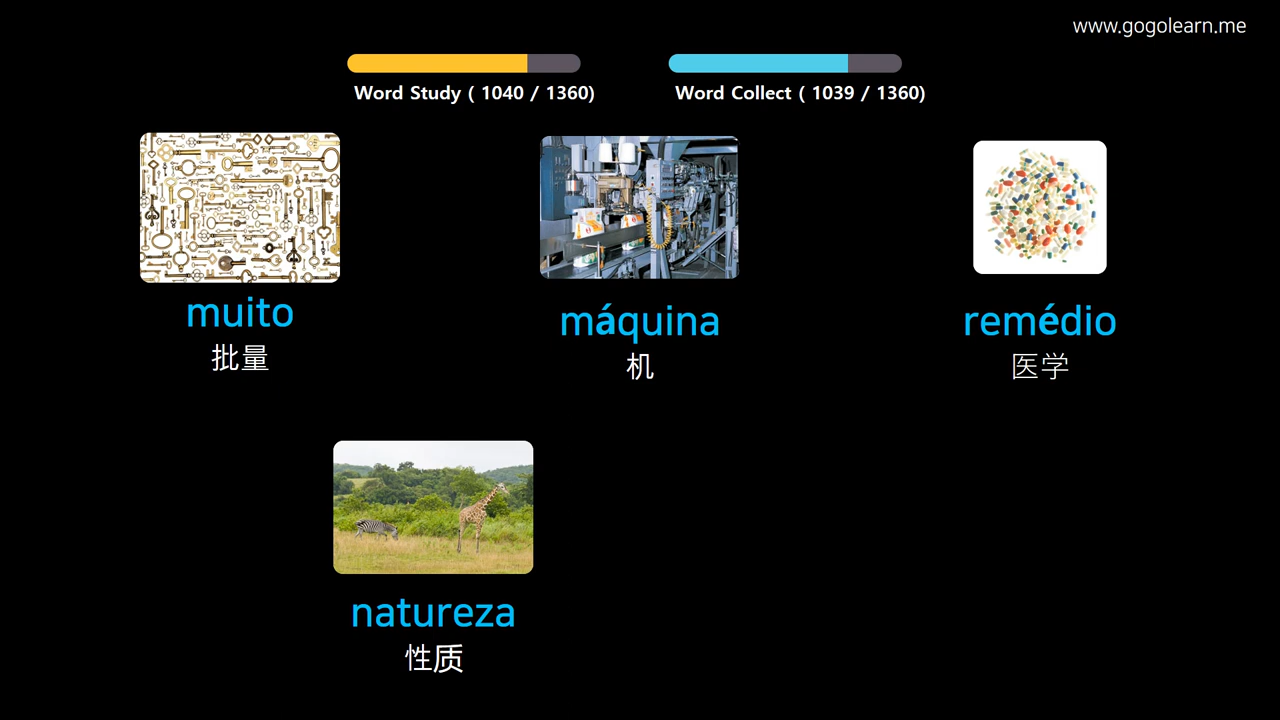 www.gogolearn.me
Word Study ( 1040 / 1360)
Word Collect ( 1039 / 1360)
muito
批量
máquina
机
remédio
医学
natureza
性质